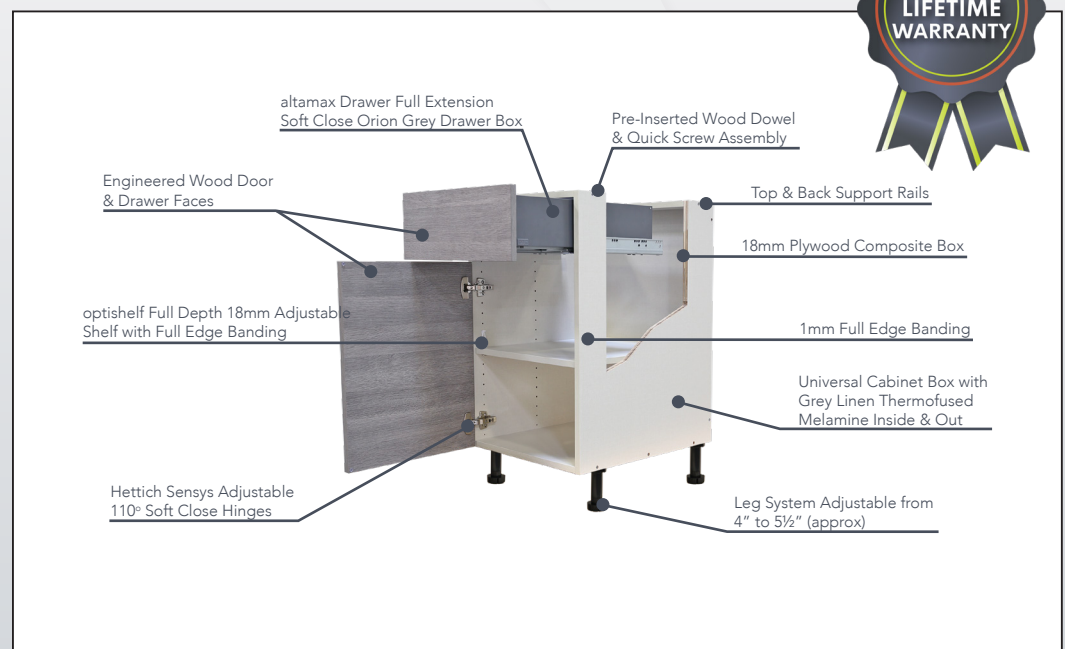 LIFETIME
WARRANTY
altamax Drawer Full Extension
Soft Close Orion Grey Drawer Box
Pre-Inserted Wood Dowel
& Quick Screw Assembly
Engineered Wood Door
& Drawer Faces
Top & Back Support Rails
18mm Plywood Composite Box
optishelf Full Depth 18mm Adjustable
Shelf with Full Edge Banding
1mm Full Edge Banding
Universal Cabinet Box with
Grey Linen Thermofused
Melamine Inside & Out
Hettich Sensys Adjustable
110º Soft Close Hinges
Leg System Adjustable from
4” to 5½” (approx)